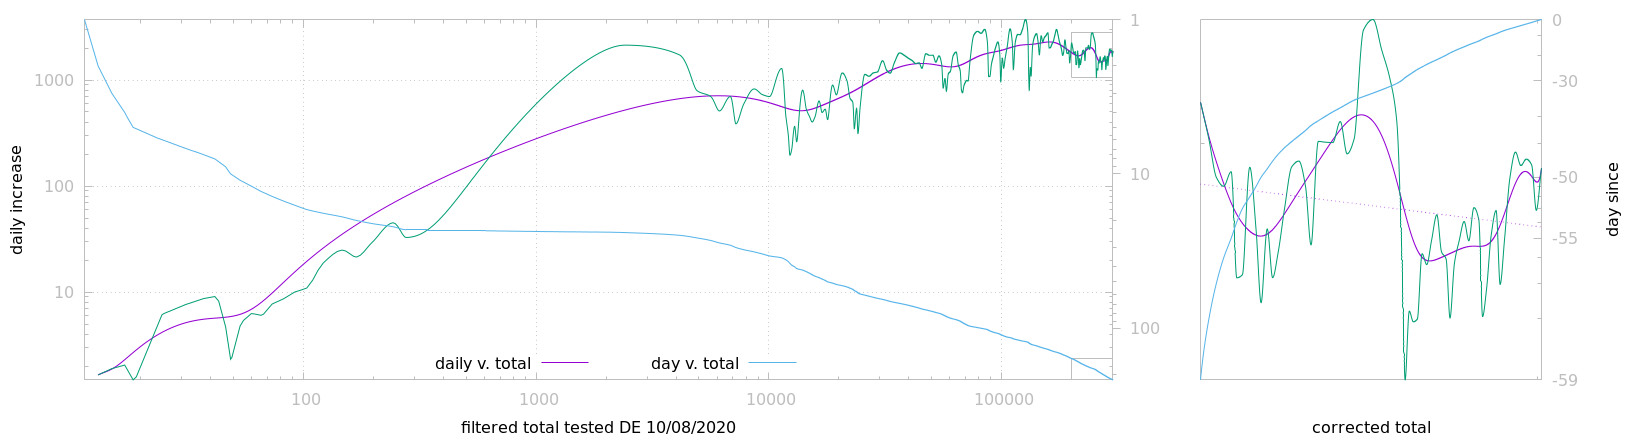 1000
100
10
daily increase
daily v. total
day v. total
100
1000
10000
100000
filtered total tested DE 10/08/2020
1
10
100
0
-30
-50
-55
-59
day since
corrected total